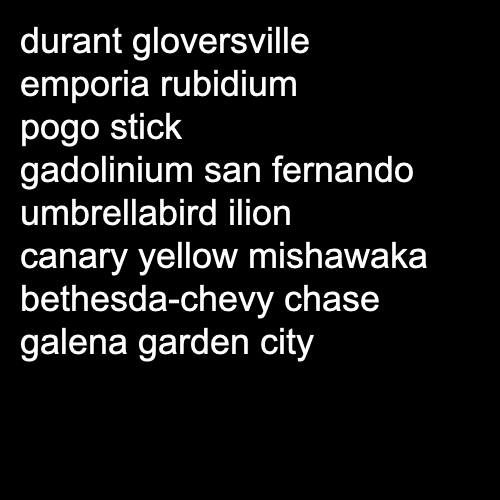 durant gloversville
emporia rubidium
pogo stick
gadolinium san fernando
umbrellabird ilion
canary yellow mishawaka
bethesda-chevy chase
galena garden city